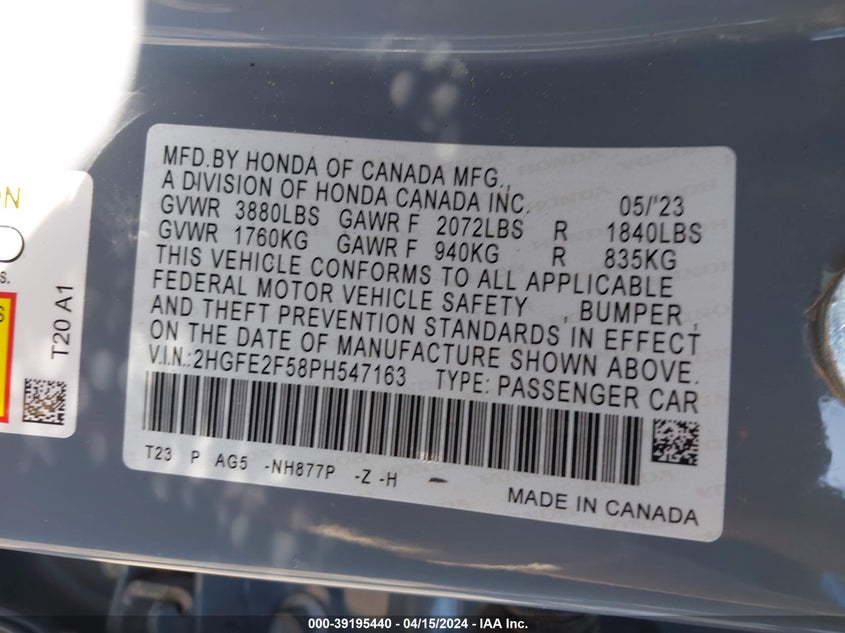 MFD.BY HONDA OF CANADA MFG.,
A DIVISION OF HONDA CANADA INC. 05/'23
GVWR 3880LBS GAWR F 2072LBS R 1840LBS
GVWR 1760KG GAWR F 940KG R 835KG
THIS VEHICLE CONFORMS TO ALL APPLICABLE
FEDERAL MOTOR VEHICLE SAFETY , BUMPER ,
AND THEFT PREVENTION STANDARDS IN EFFECT
ON THE DATE OF MANUFACTURE SHOWN ABOVE.
V.I.N.:2HGFE2F58PH547163 TYPE: PASSENGER CAR
T23 P AG5 -NH877P -Z -H –
MADE IN CANADA
T20 A1
000-39195440 - 04/15/2024 - IAA Inc.